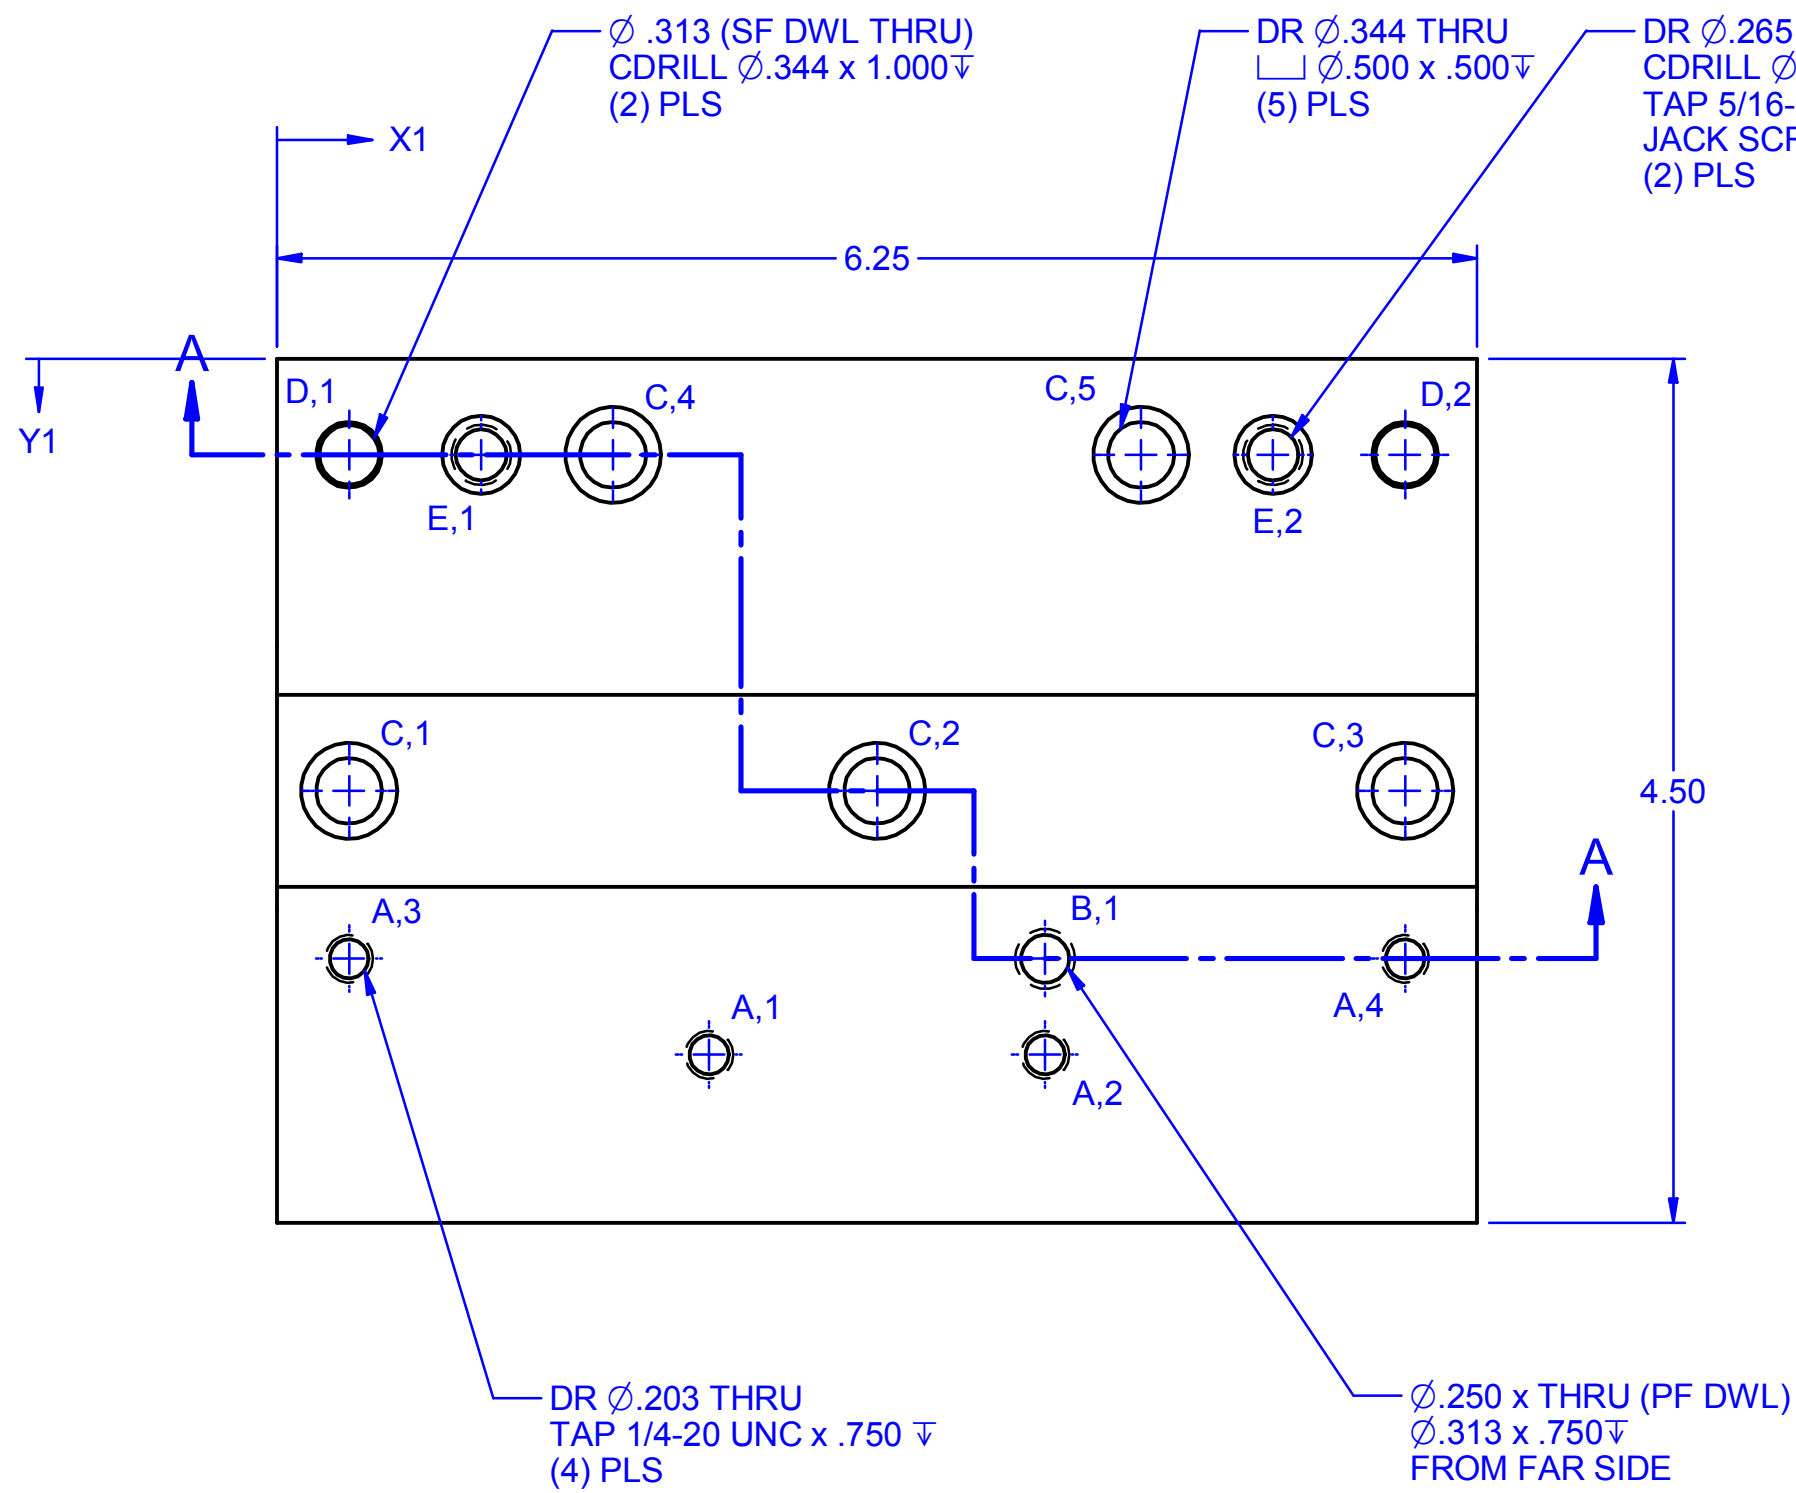 Ø .313 (SF DWL THRU)
CDRILL Ø.344 x 1.000↧
(2) PLS
DR Ø.344 THRU
⌴ Ø.500 x .500↧
(5) PLS
DR Ø.265
CDRILL Ø
TAP 5/16-
JACK SCR
(2) PLS
X1
6.25
A
Y1
D,1
C,4
C,5
D,2
E,1
E,2
C,1
C,2
C,3
4.50
A
A,3
B,1
A,1
A,4
A,2
DR Ø.203 THRU
TAP 1/4-20 UNC x .750 ↧
(4) PLS
Ø.250 x THRU (PF DWL)
Ø.313 x .750↧
FROM FAR SIDE